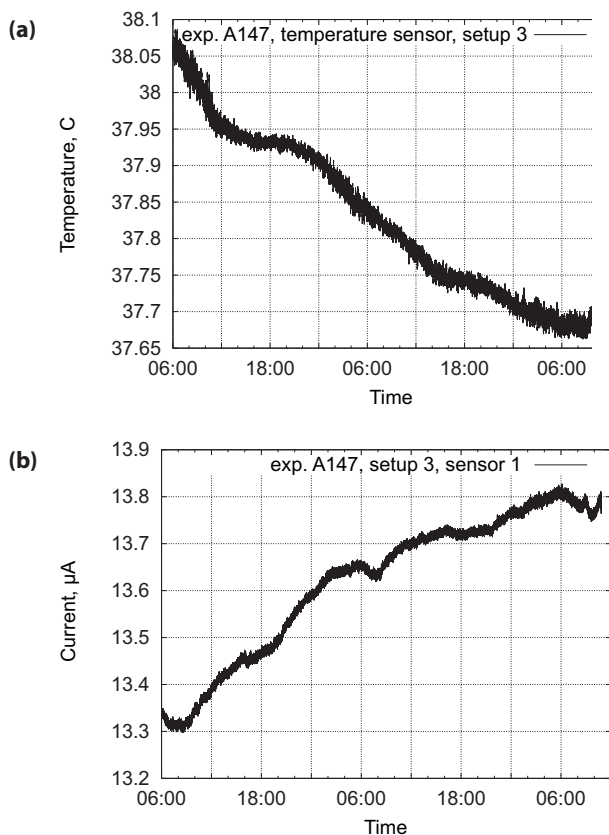 (a)
exp. A147, temperature sensor, setup 3
38.1
38.05
38
37.95
37.9
37.85
37.8
37.75
37.7
37.65
Temperature, C
06:00 18:00 06:00 18:00 06:00
Time
(b)
exp. A147, setup 3, sensor 1
13.9
13.8
13.7
13.6
13.5
13.4
13.3
13.2
Current, µA
06:00 18:00 06:00 18:00 06:00
Time